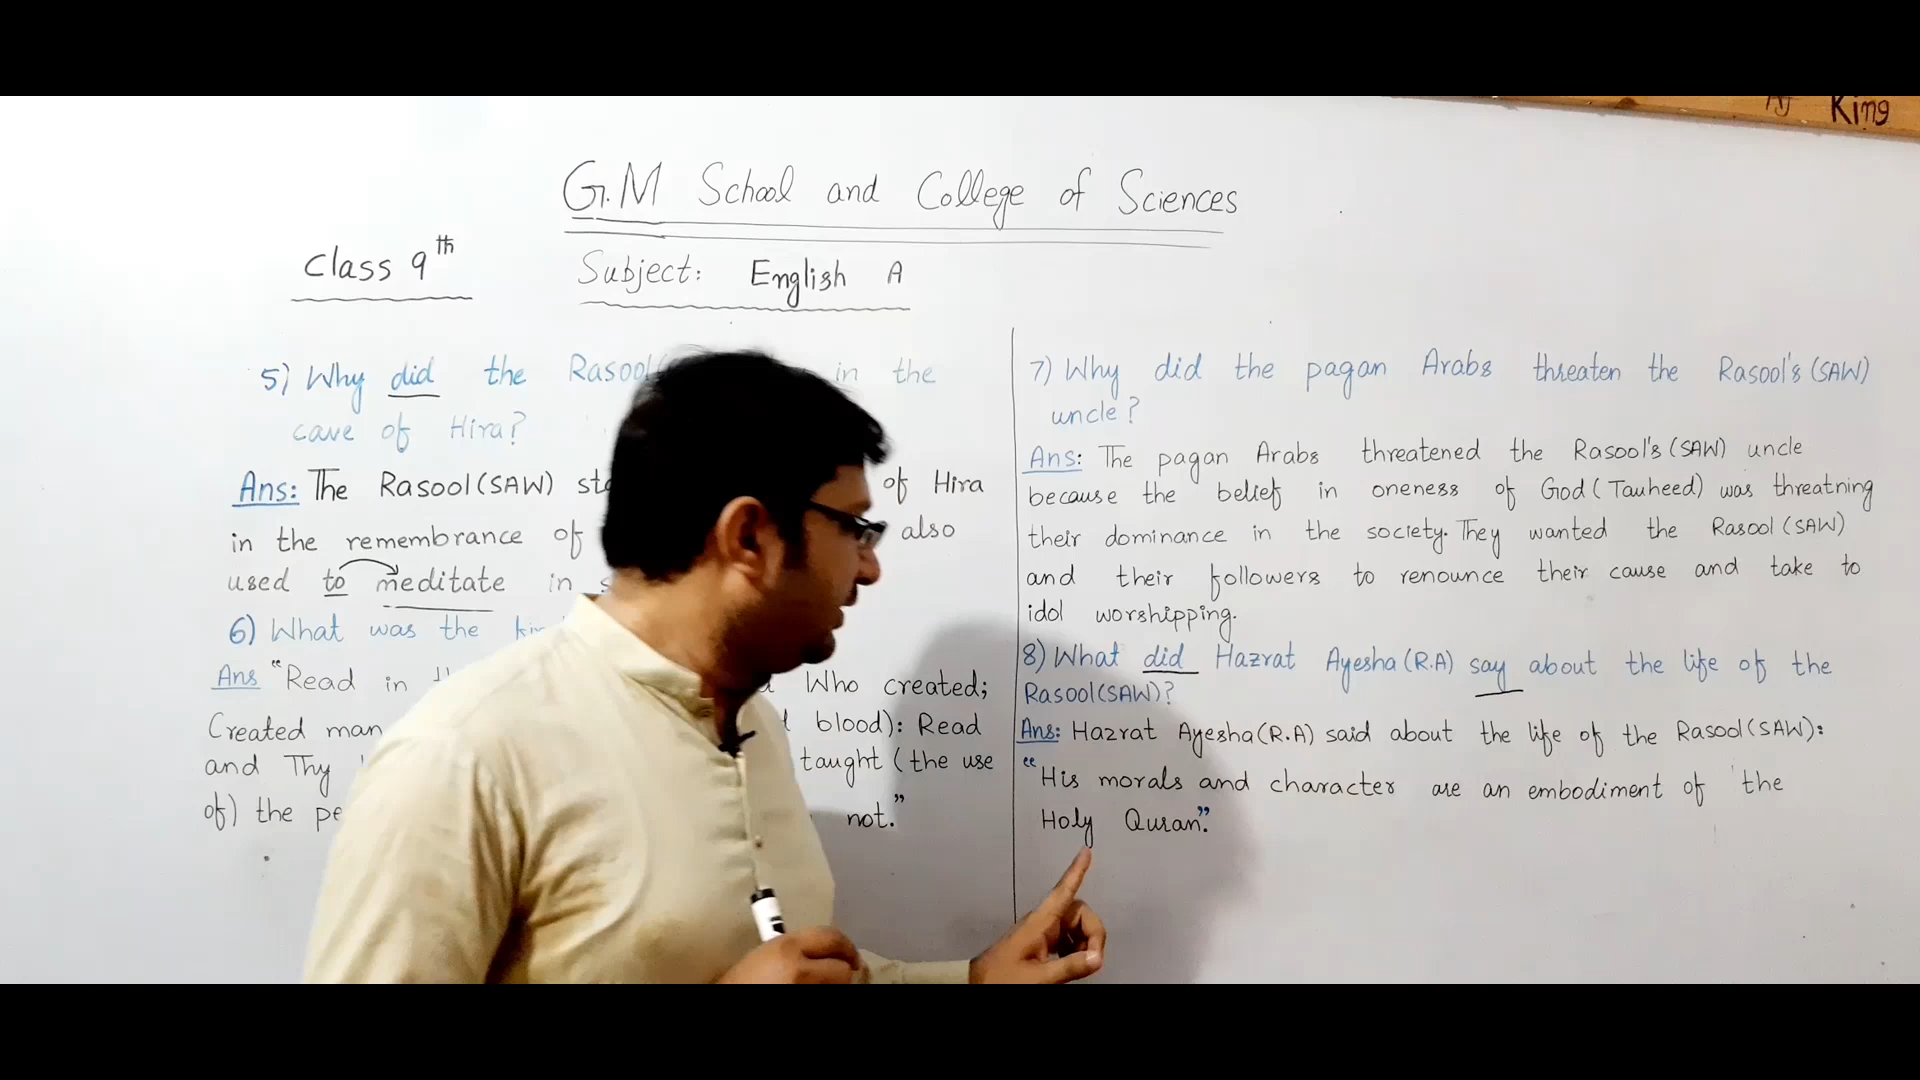 King
G.M School and College of Sciences
Class 9th
Subject: English A
5) Why did the Rasool( in the
cave of Hira?
Ans: The Rasool(SAW) of Hira
in the remembrance of also
used to meditate in
6) What was the
Ans "Read in Who created;
Created man blood): Read
and Thy taught (the use
of) the not."
7) Why did the pagan Arabs threaten the Rasool's (SAW)
uncle?
Ans: The pagan Arabs threatened the Rasool's (SAW) uncle
because the belief in oneness of God (Tauheed) was threatning
their dominance in the society. They wanted the Rasool (SAW)
and their followers to renounce their cause and take to
idol worshipping.
8) What did Hazrat Ayesha (R.A) say about the life of the
Rasool(SAW)?
Ans: Hazrat Ayesha (R.A) said about the life of the Rasool(SAW):
"His morals and character are an embodiment of the
Holy Quran".